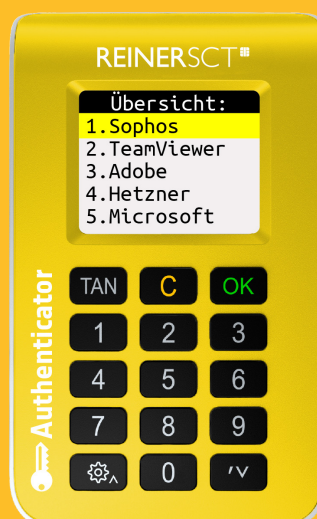 REINERSCT
Übersicht:
1.Sophos
2.TeamViewer
3.Adobe
4.Hetzner
5.Microsoft
Authenticator
TAN C OK
1 2 3
4 5 6
7 8 9
0